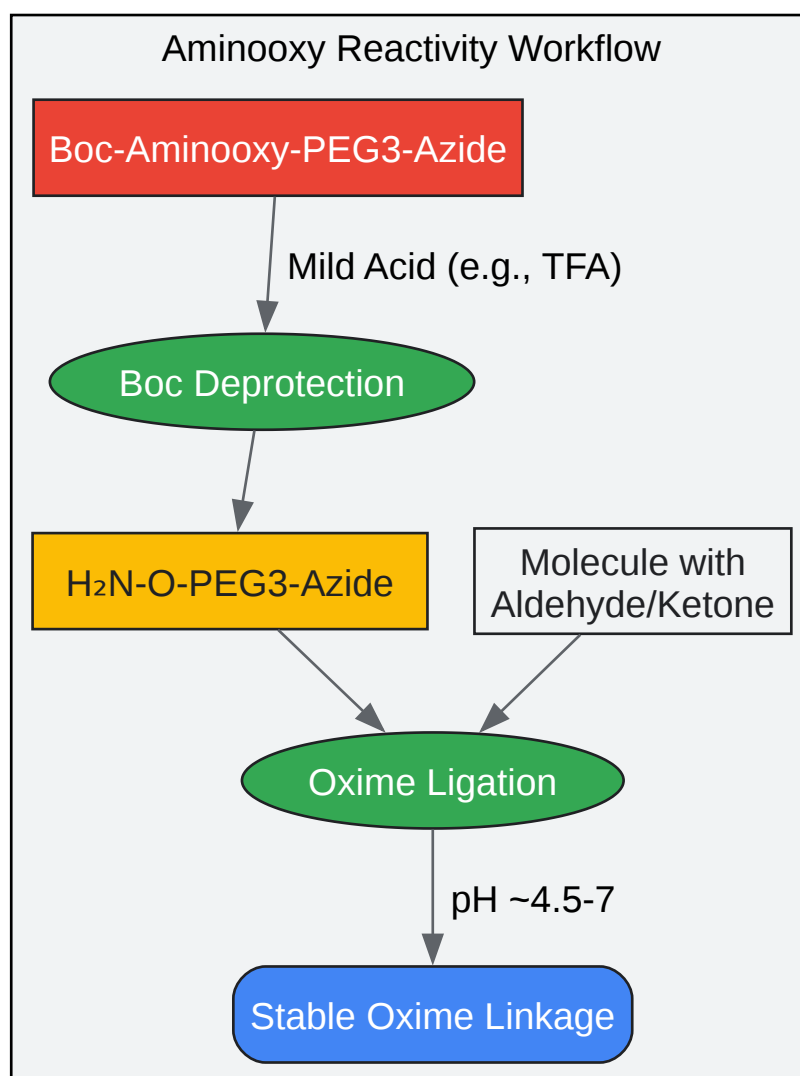 Aminooxy Reactivity Workflow
Boc-Aminooxy-PEG3-Azide
Mild Acid (e.g., TFA)
Boc Deprotection
H₂N-O-PEG3-Azide
Molecule with
Aldehyde/Ketone
Oxime Ligation
pH ~4.5-7
Stable Oxime Linkage